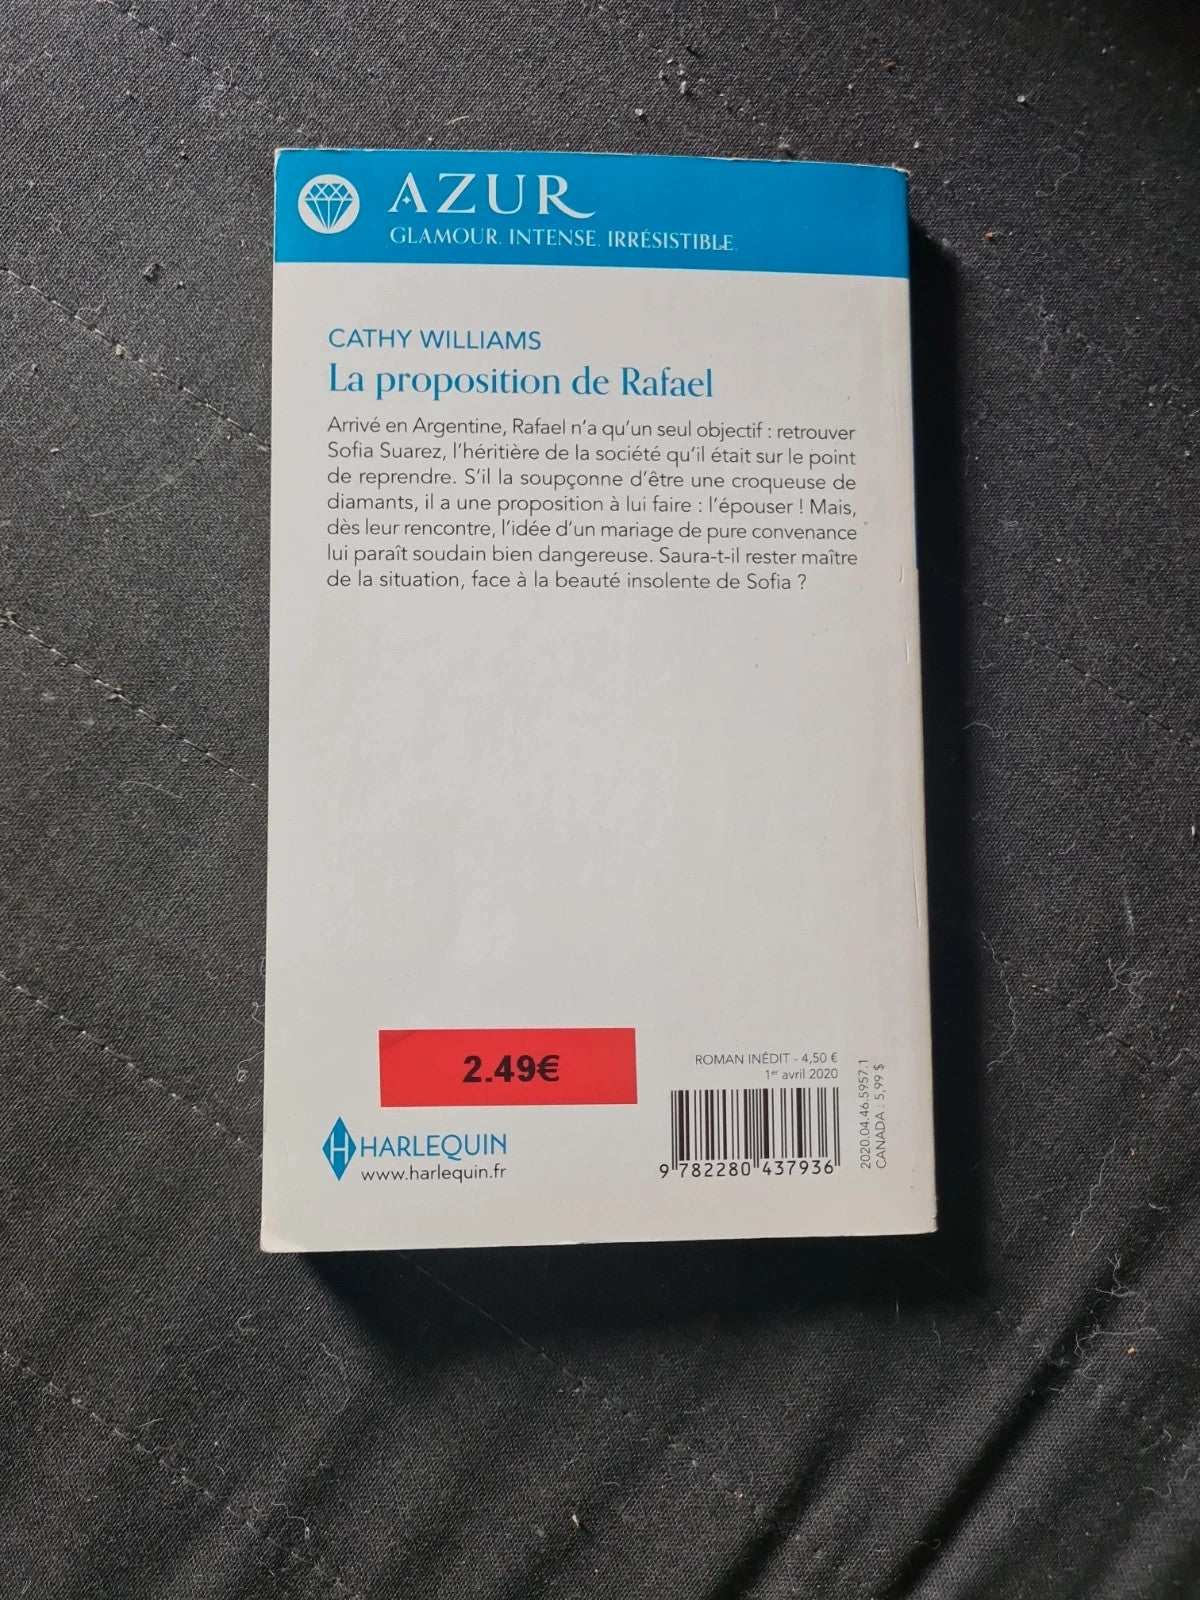 AZUR
GLAMOUR. INTENSE. IRRÉSISTIBLE.
CATHY WILLIAMS
La proposition de Rafael
Arrivé en Argentine, Rafael n'a qu'un seul objectif : retrouver
Sofia Suarez, l'héritière de la société qu'il était sur le point
de reprendre. S'il la soupçonne d'être une croqueuse de
diamants, il a une proposition à lui faire : l'épouser ! Mais,
dès leur rencontre, l'idée d'un mariage de pure convenance
lui paraît soudain bien dangereuse. Saura-t-il rester maître
de la situation, face à la beauté insolente de Sofia ?
2.49€
HARLEQUIN
www.harlequin.fr
ROMAN INÉDIT - 4,50 €
1er avril 2020
9 782280 437936
2020.04.46.5957.1
CANADA : 5,99 $